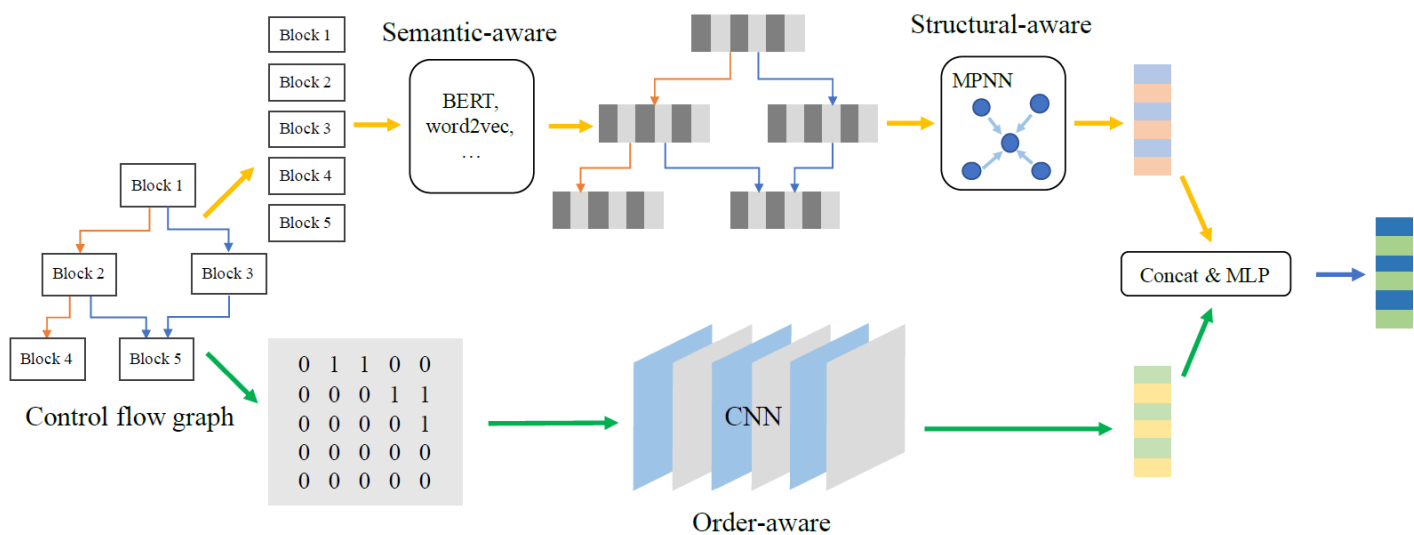 Block 1
Block 2
Block 3
Block 4
Block 5
Semantic-aware
BERT,
word2vec,
…
Structural-aware
MPNN
Block 1
Block 2
Block 3
Block 4
Block 5
Control flow graph
0 1 1 0 0
0 0 0 1 1
0 0 0 0 1
0 0 0 0 0
0 0 0 0 0
CNN
Order-aware
Concat & MLP